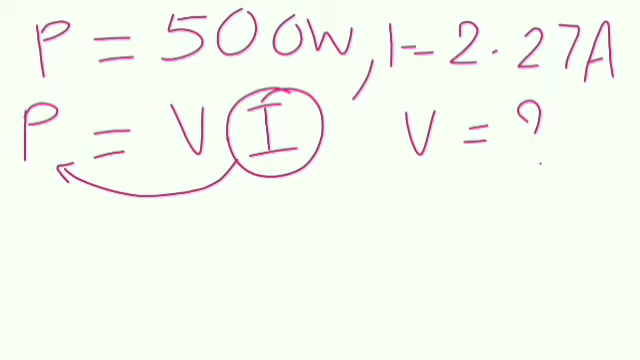 P = 500W, I = 2.27A
P = V I V = ?